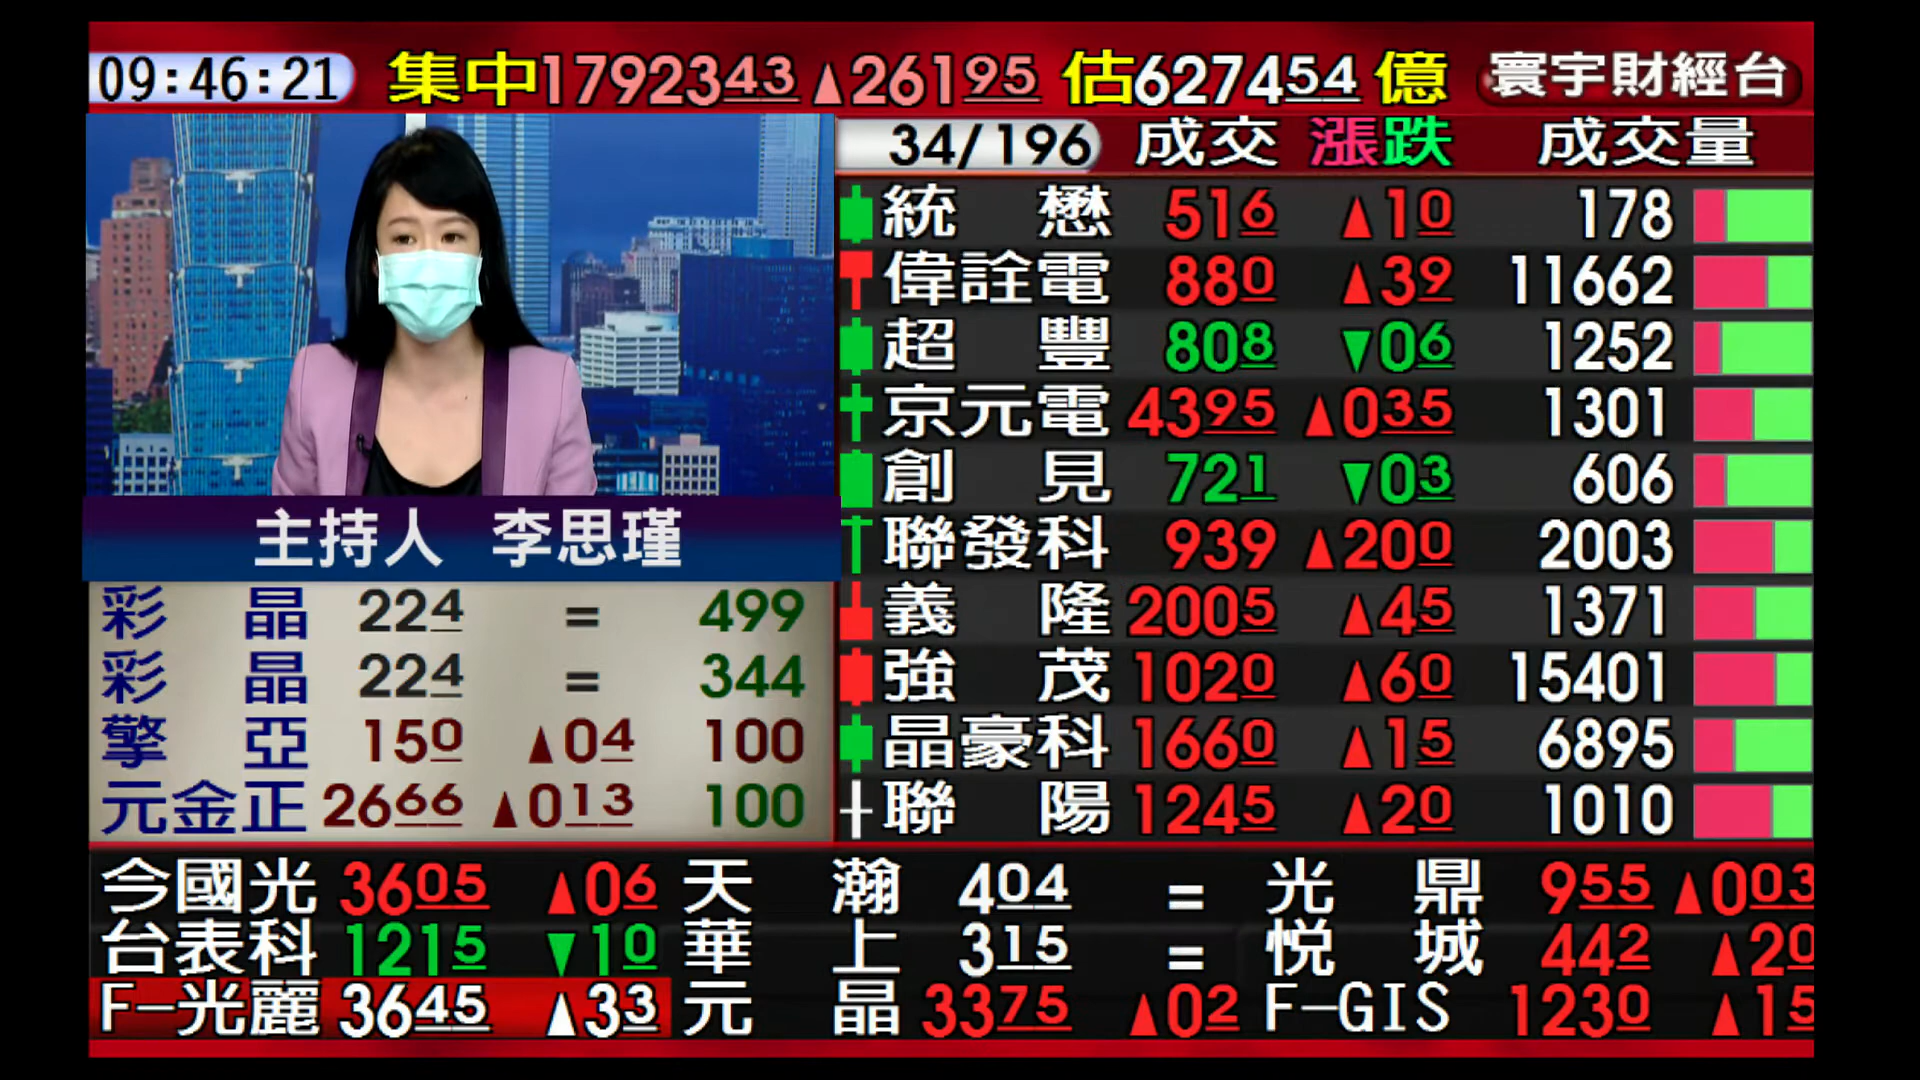 09:46:21 集中1792343 ▲26195 估627454億 寰宇財經台
34/196 成交 漲跌 成交量
統懋 516 ▲10 178
偉詮電 880 ▲39 11662
超豐 808 ▼06 1252
京元電 4395 ▲035 1301
創見 721 ▼03 606
聯發科 939 ▲200 2003
義隆 2005 ▲45 1371
強茂 1020 ▲60 15401
晶豪科 1660 ▲15 6895
聯陽 1245 ▲20 1010
主持人 李思瑾
彩晶 224 = 499
彩晶 224 = 344
擎亞 150 ▲04 100
元金正 2666 ▲013 100
今國光 3605 ▲06 天瀚 404 = 光鼎 955 ▲003
台表科 1215 ▼10 華上 315 = 悅城 442 ▲20
F-光麗 3645 ▲33 元晶 3375 ▲02 F-GIS 1230 ▲15